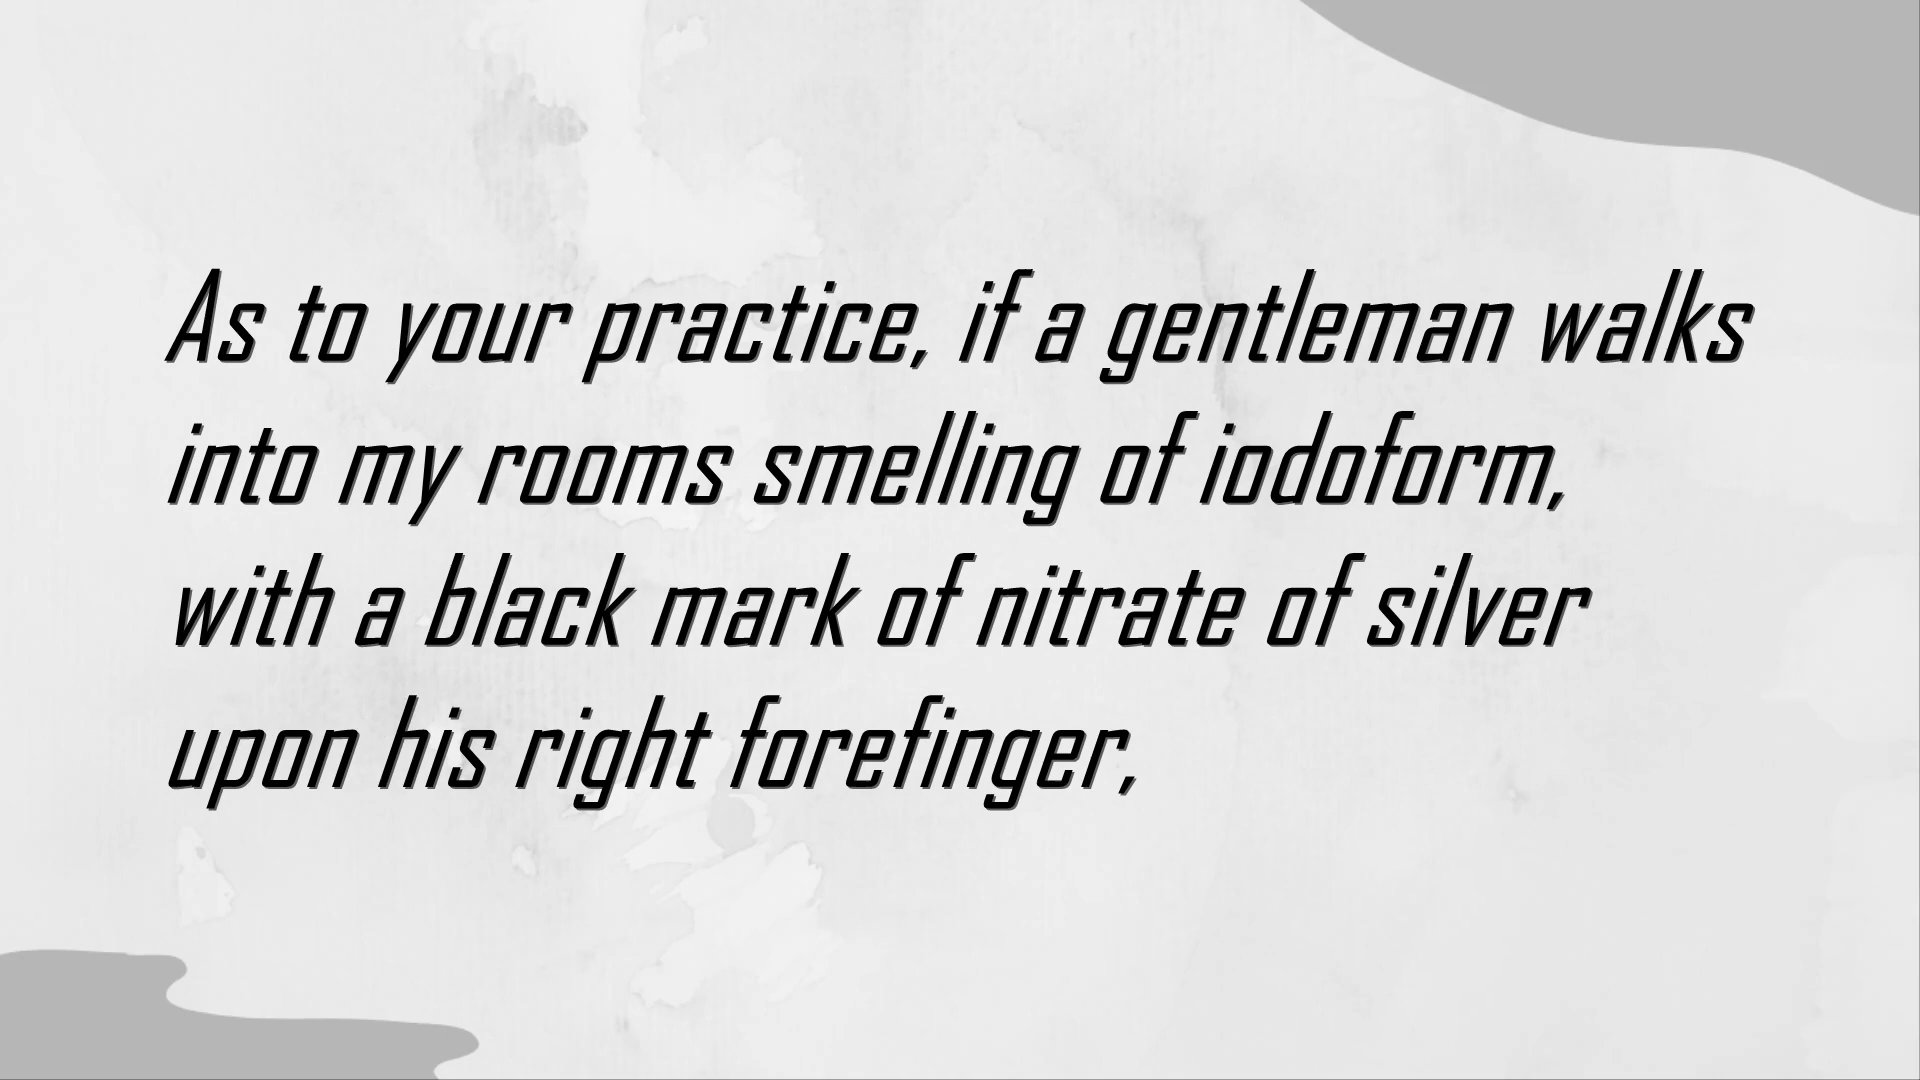 As to your practice, if a gentleman walks
into my rooms smelling of iodoform,
with a black mark of nitrate of silver
upon his right forefinger,